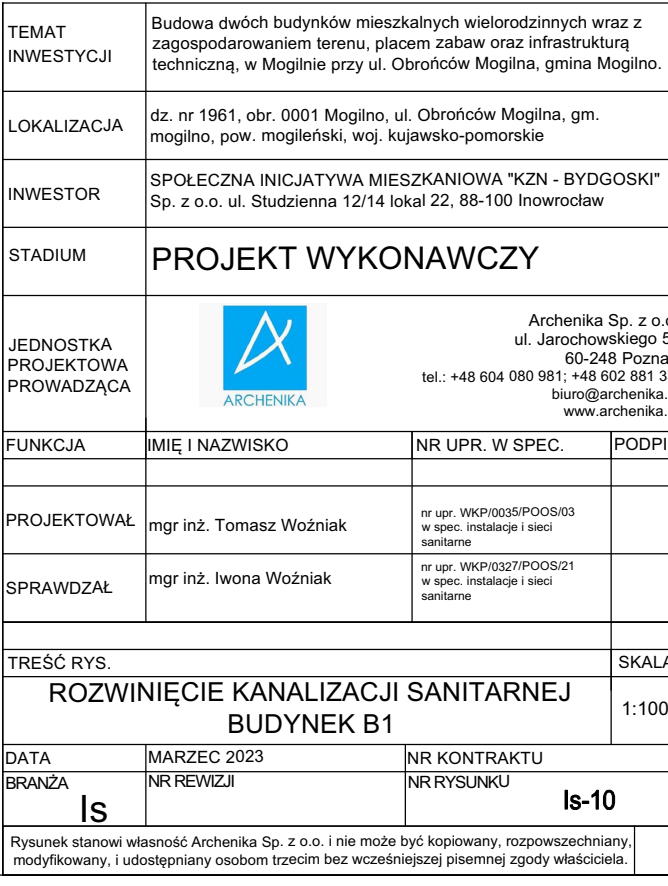 TEMAT INWESTYCJI
Budowa dwóch budynków mieszkalnych wielorodzinnych wraz z
zagospodarowaniem terenu, placem zabaw oraz infrastrukturą
techniczną, w Mogilnie przy ul. Obrońców Mogilna, gmina Mogilno.
LOKALIZACJA
dz. nr 1961, obr. 0001 Mogilno, ul. Obrońców Mogilna, gm.
mogilno, pow. mogileński, woj. kujawsko-pomorskie
INWESTOR
SPOŁECZNA INICJATYWA MIESZKANIOWA "KZN - BYDGOSKI"
Sp. z o.o. ul. Studzienna 12/14 lokal 22, 88-100 Inowrocław
STADIUM
PROJEKT WYKONAWCZY
JEDNOSTKA
PROJEKTOWA
PROWADZĄCA
ARCHENIKA
Archenika Sp. z o.o
ul. Jarochowskiego 5
60-248 Pozna
tel.: +48 604 080 981; +48 602 881 3
biuro@archenika.
www.archenika.
FUNKCJA IMIĘ I NAZWISKO NR UPR. W SPEC. PODPI
PROJEKTOWAŁ mgr inż. Tomasz Woźniak
nr upr. WKP/0035/POOS/03
w spec. instalacje i sieci
sanitarne
SPRAWDZAŁ mgr inż. Iwona Woźniak
nr upr. WKP/0327/POOS/21
w spec. instalacje i sieci
sanitarne
TREŚĆ RYS. SKALA
ROZWINIĘCIE KANALIZACJI SANITARNEJ
BUDYNEK B1
1:100
DATA MARZEC 2023 NR KONTRAKTU
BRANŻA NR REWIZJI NR RYSUNKU
Is Is-10
Rysunek stanowi własność Archenika Sp. z o.o. i nie może być kopiowany, rozpowszechniany,
modyfikowany, i udostępniany osobom trzecim bez wcześniejszej pisemnej zgody właściciela.